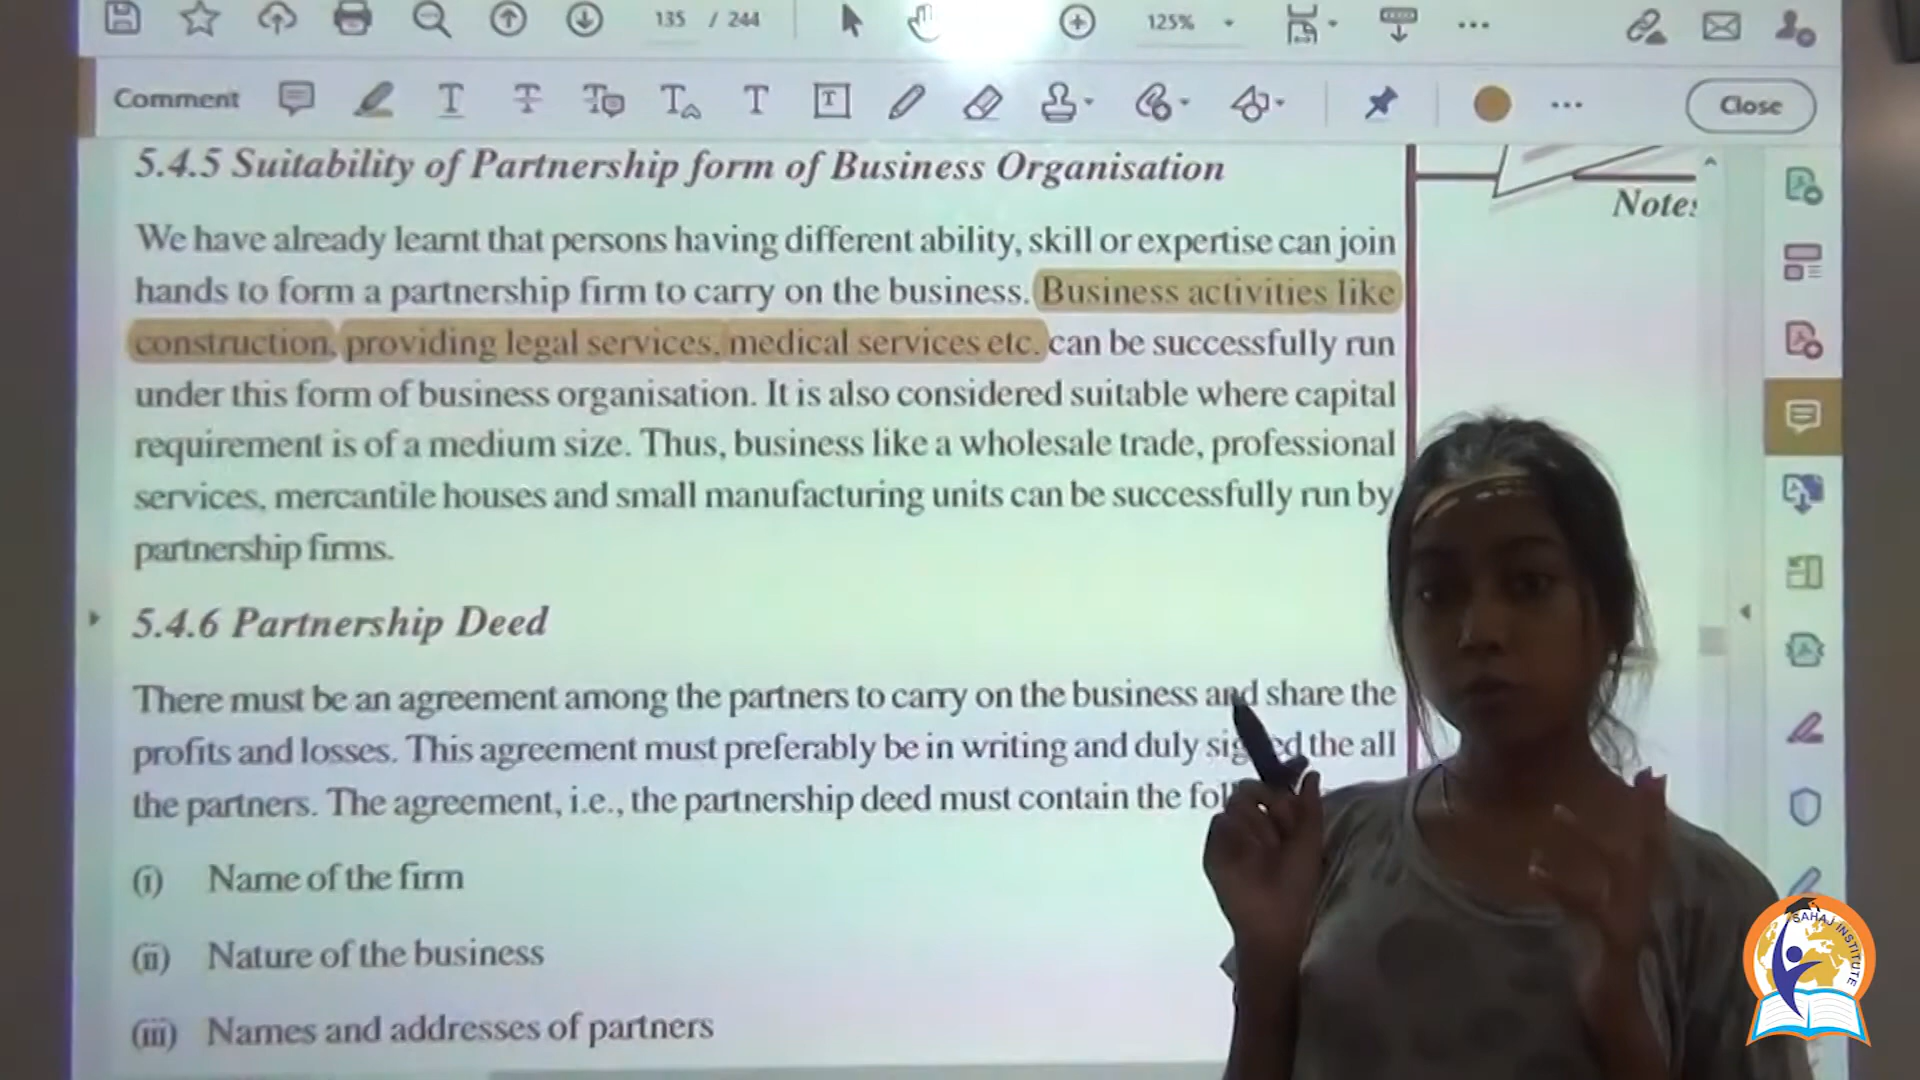 135 / 244
125%
Comment
Close
5.4.5 Suitability of Partnership form of Business Organisation
Notes
We have already learnt that persons having different ability, skill or expertise can join
hands to form a partnership firm to carry on the business. Business activities like
construction, providing legal services, medical services etc. can be successfully run
under this form of business organisation. It is also considered suitable where capital
requirement is of a medium size. Thus, business like a wholesale trade, professional
services, mercantile houses and small manufacturing units can be successfully run by
partnership firms.
5.4.6 Partnership Deed
There must be an agreement among the partners to carry on the business and share the
profits and losses. This agreement must preferably be in writing and duly signed the all
the partners. The agreement, i.e., the partnership deed must contain the
(i) Name of the firm
(ii) Nature of the business
(iii) Names and addresses of partners
SAHAJ INSTITUTE